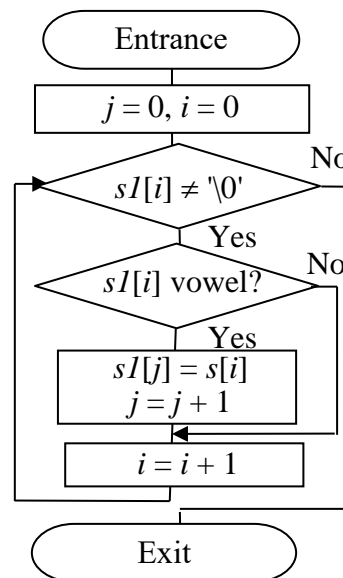 Entrance
j = 0, i = 0
s1[i] ≠ '\0'
No
Yes
s1[i] vowel?
No
Yes
s1[j] = s[i]
j = j + 1
i = i + 1
Exit